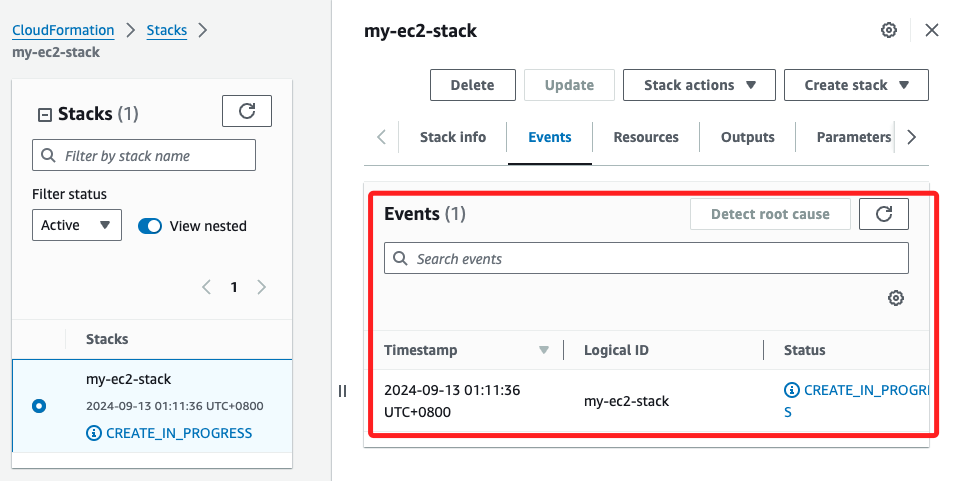 CloudFormation > Stacks >
my-ec2-stack
Stacks (1)
Filter by stack name
Filter status
Active
View nested
1
Stacks
my-ec2-stack
2024-09-13 01:11:36 UTC+0800
CREATE_IN_PROGRESS
my-ec2-stack
Delete
Update
Stack actions
Create stack
Stack info
Events
Resources
Outputs
Parameters
Events (1)
Detect root cause
Search events
Timestamp
Logical ID
Status
2024-09-13 01:11:36
UTC+0800
my-ec2-stack
CREATE_IN_PROGRE
S